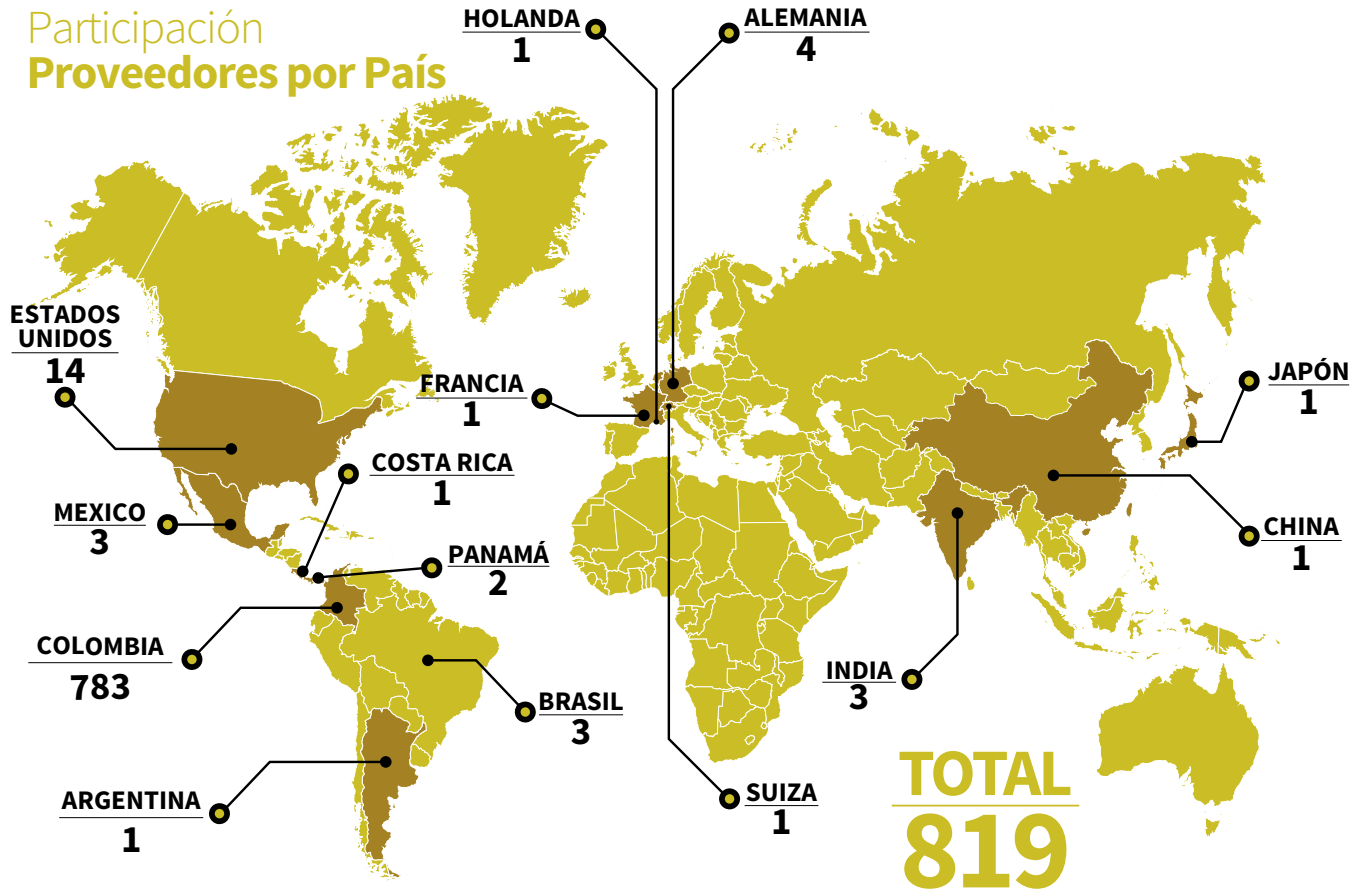 Participación
Proveedores por País
HOLANDA
1
ALEMANIA
4
ESTADOS
UNIDOS
14
FRANCIA
1
JAPÓN
1
COSTA RICA
1
MEXICO
3
CHINA
1
PANAMÁ
2
COLOMBIA
783
INDIA
3
BRASIL
3
ARGENTINA
1
SUIZA
1
TOTAL
819